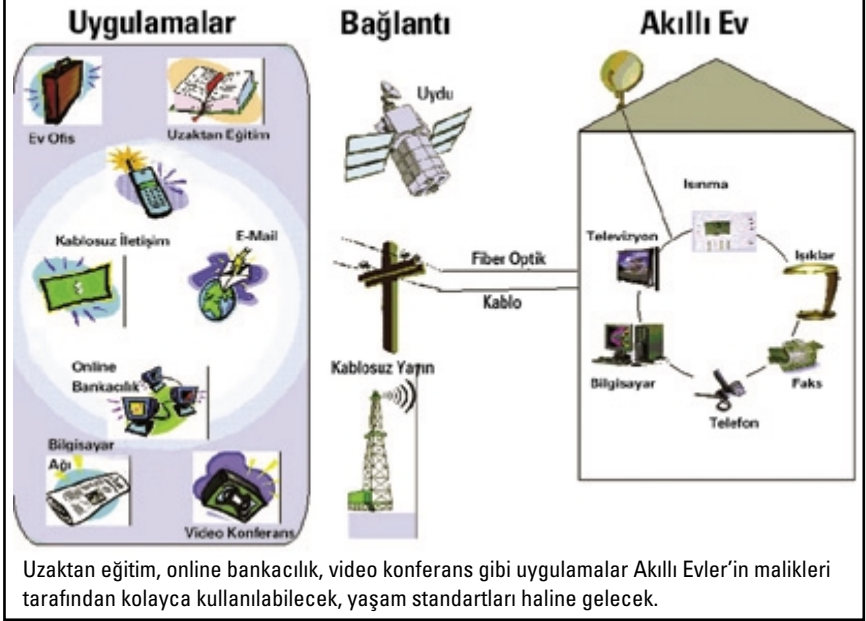 Uygulamalar
Bağlantı
Akıllı Ev
Ev Ofis
Uzaktan Eğitim
Kablosuz İletişim
E-Mail
Online
Bankacılık
Bilgisayar
Ağı
Video Konferans
Uydu
Fiber Optik
Kablo
Kablosuz Yayın
Isınma
Televizyon
Işıklar
Bilgisayar
Faks
Telefon
Uzaktan eğitim, online bankacılık, video konferans gibi uygulamalar Akıllı Evler'in malikleri
tarafından kolayca kullanılabilecek, yaşam standartları haline gelecek.